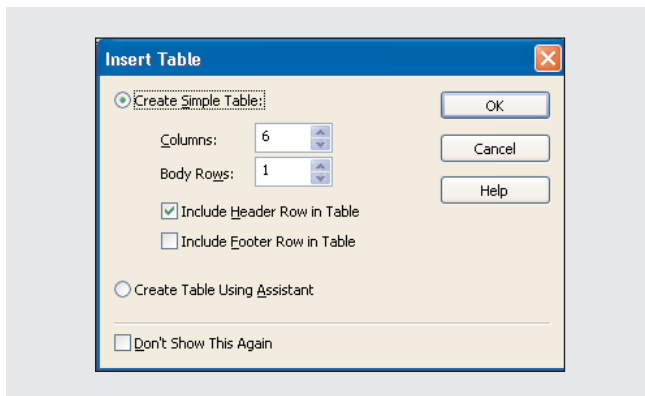 Insert Table
Create Simple Table:
OK
Columns: 6
Cancel
Body Rows: 1
Help
Include Header Row in Table
Include Footer Row in Table
Create Table Using Assistant
Don't Show This Again